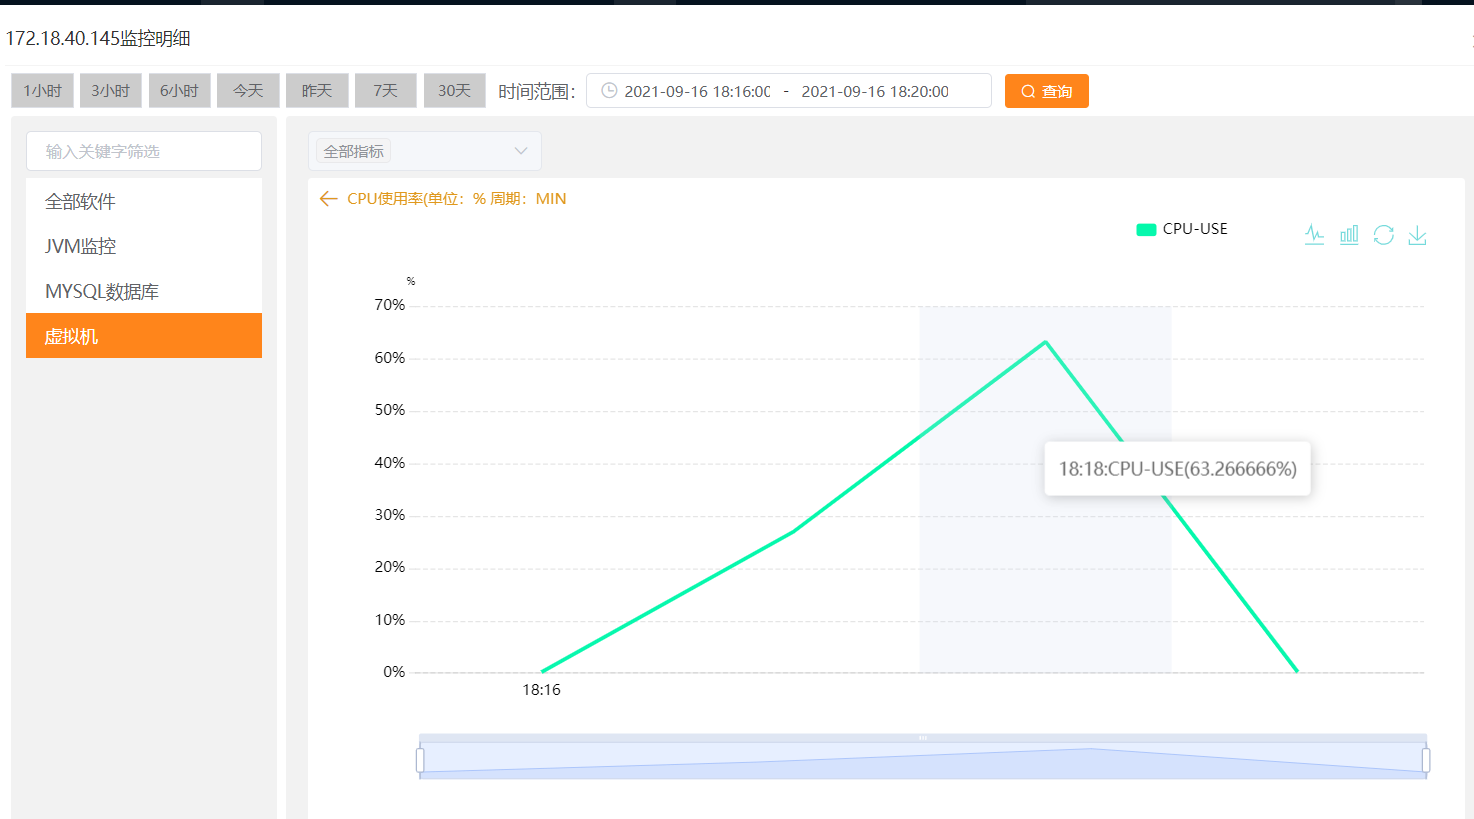 172.18.40.145监控明细
1小时 3小时 6小时 今天 昨天 7天 30天 时间范围： 2021-09-16 18:16:00 - 2021-09-16 18:20:00 查询
输入关键字筛选
全部软件
JVM监控
MYSQL数据库
虚拟机
全部指标
CPU使用率(单位：% 周期：MIN
CPU-USE
%
70%
60%
50%
40%
30%
20%
10%
0%
18:18:CPU-USE(63.266666%)
18:16